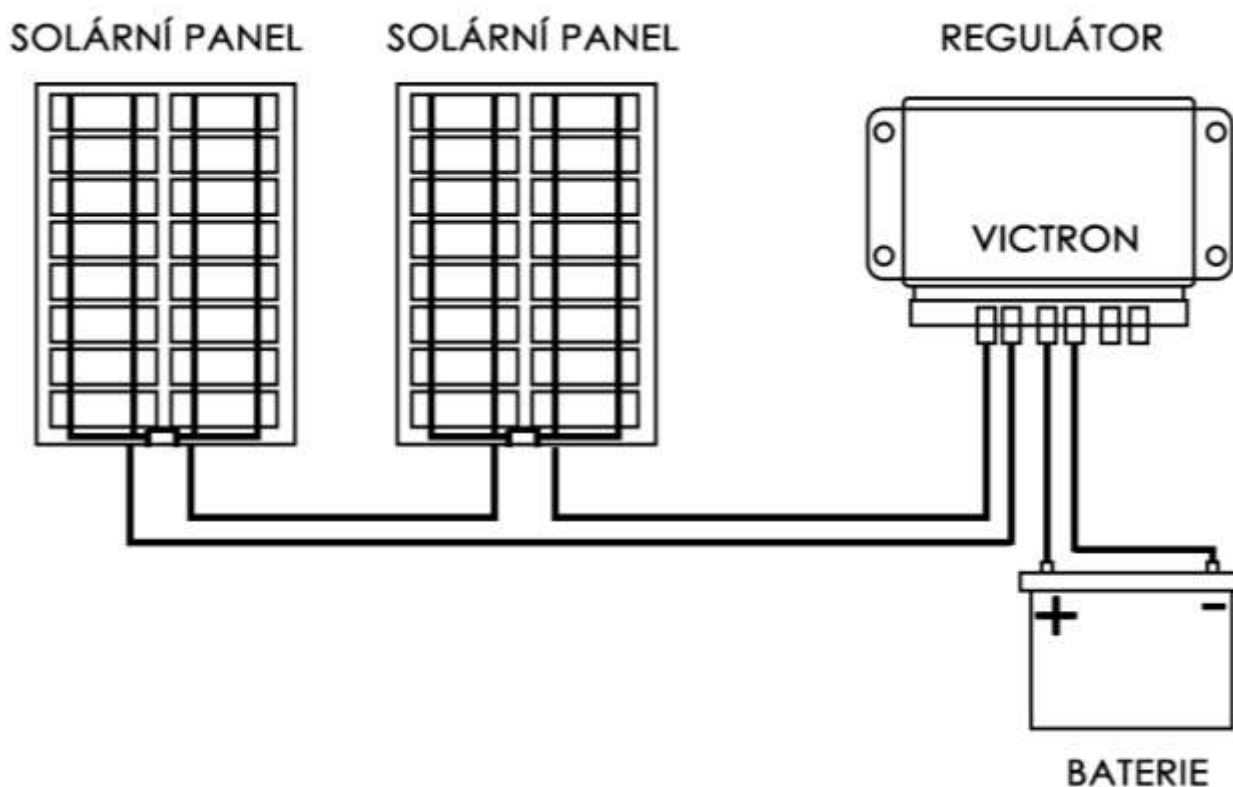 SOLÁRNÍ PANEL
SOLÁRNÍ PANEL
REGULÁTOR
VICTRON
+
-
BATERIE